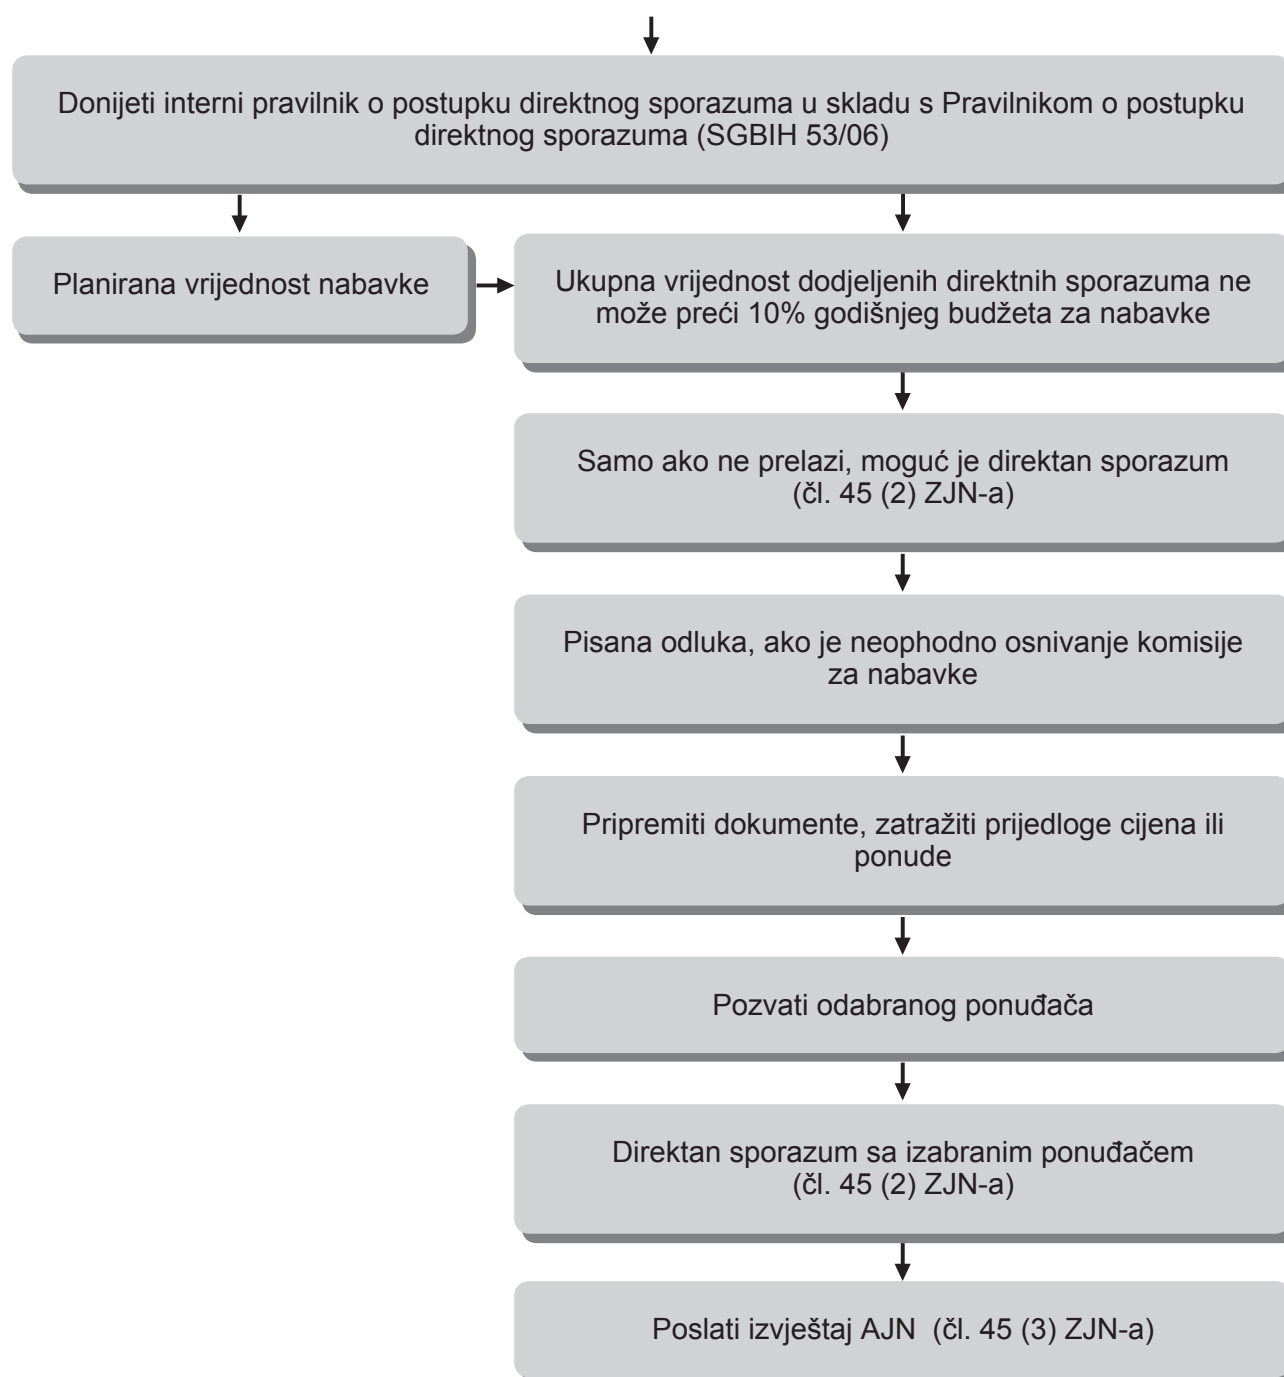 Donijeti interni pravilnik o postupku direktnog sporazuma u skladu s Pravilnikom o postupku
direktnog sporazuma (SGBIH 53/06)
Planirana vrijednost nabavke
Ukupna vrijednost dodjeljenih direktnih sporazuma ne
može preći 10% godišnjeg budžeta za nabavke
Samo ako ne prelazi, moguć je direktan sporazum
(čl. 45 (2) ZJN-a)
Pisana odluka, ako je neophodno osnivanje komisije
za nabavke
Pripremiti dokumente, zatražiti prijedloge cijena ili
ponude
Pozvati odabranog ponuđača
Direktan sporazum sa izabranim ponuđačem
(čl. 45 (2) ZJN-a)
Poslati izvještaj AJN (čl. 45 (3) ZJN-a)